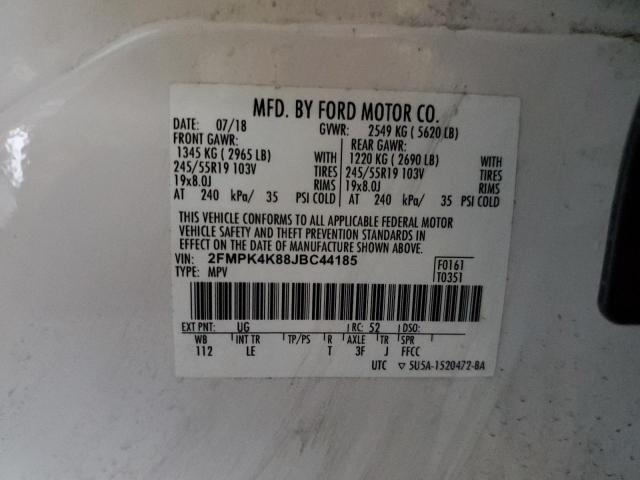 MFD. BY FORD MOTOR CO.
DATE: 07/18 GVWR: 2549 KG ( 5620 LB)
FRONT GAWR: REAR GAWR:
1345 KG ( 2965 LB) WITH 1220 KG ( 2690 LB) WITH
245/55R19 103V TIRES 245/55R19 103V TIRES
19x8.0J RIMS 19x8.0J RIMS
AT 240 kPa/ 35 PSI COLD AT 240 kPa/ 35 PSI COLD
THIS VEHICLE CONFORMS TO ALL APPLICABLE FEDERAL MOTOR
VEHICLE SAFETY AND THEFT PREVENTION STANDARDS IN
EFFECT ON THE DATE OF MANUFACTURE SHOWN ABOVE.
VIN: 2FMPK4K88JBC44185 F0161
TYPE: MPV T0351
EXT PNT: UG RC: 52 DSO:
WB INT TR TP/PS R AXLE TR SPR
112 LE T 3F J FFCC
UTC ▽ 5U5A-1520472-BA